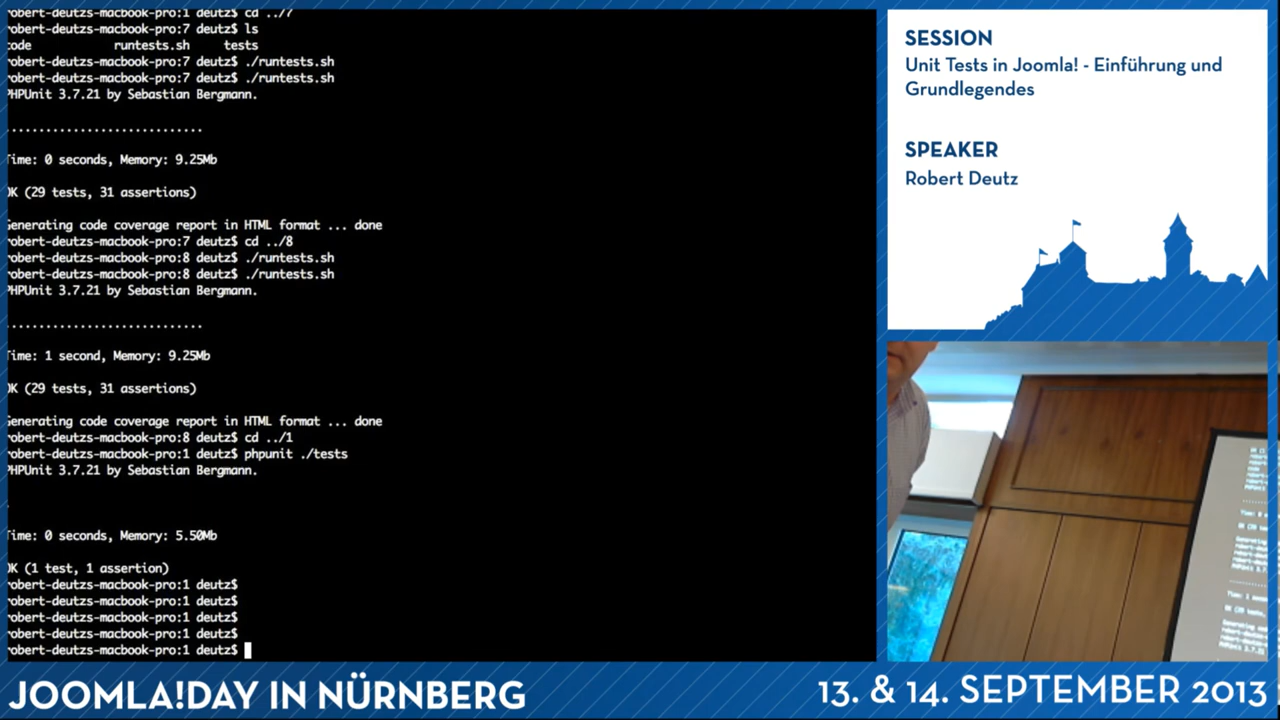 robert-deutzs-macbook-pro:1 deutz$ cd ../7
robert-deutzs-macbook-pro:7 deutz$ ls
code runtests.sh tests
robert-deutzs-macbook-pro:7 deutz$ ./runtests.sh
robert-deutzs-macbook-pro:7 deutz$ ./runtests.sh
PHPUnit 3.7.21 by Sebastian Bergmann.
.............................
Time: 0 seconds, Memory: 9.25Mb
OK (29 tests, 31 assertions)
Generating code coverage report in HTML format ... done
robert-deutzs-macbook-pro:7 deutz$ cd ../8
robert-deutzs-macbook-pro:8 deutz$ ./runtests.sh
robert-deutzs-macbook-pro:8 deutz$ ./runtests.sh
PHPUnit 3.7.21 by Sebastian Bergmann.
.............................
Time: 1 second, Memory: 9.25Mb
OK (29 tests, 31 assertions)
Generating code coverage report in HTML format ... done
robert-deutzs-macbook-pro:8 deutz$ cd ../1
robert-deutzs-macbook-pro:1 deutz$ phpunit ./tests
PHPUnit 3.7.21 by Sebastian Bergmann.
.
Time: 0 seconds, Memory: 5.50Mb
OK (1 test, 1 assertion)
robert-deutzs-macbook-pro:1 deutz$
robert-deutzs-macbook-pro:1 deutz$
robert-deutzs-macbook-pro:1 deutz$
robert-deutzs-macbook-pro:1 deutz$
robert-deutzs-macbook-pro:1 deutz$
SESSION
Unit Tests in Joomla! - Einführung und
Grundlegendes
SPEAKER
Robert Deutz
JOOMLA!DAY IN NÜRNBERG
13. & 14. SEPTEMBER 2013